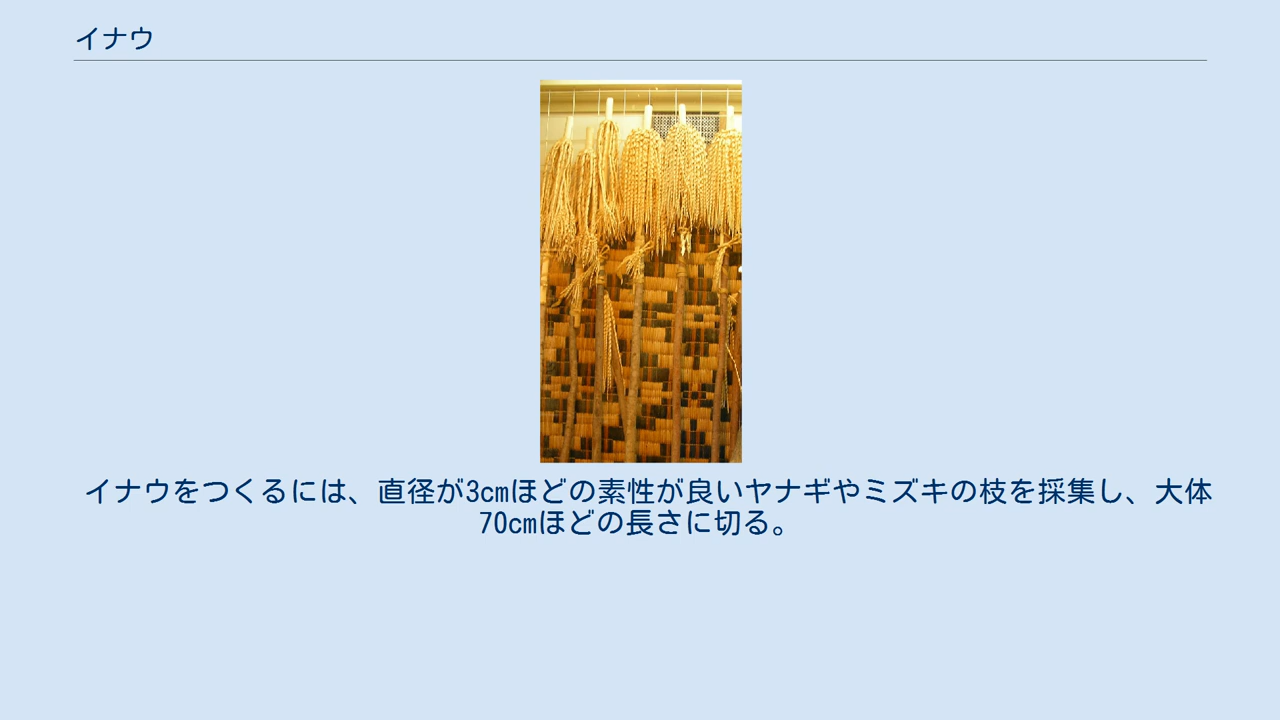 イナウ
イナウをつくるには、直径が3cmほどの素性が良いヤナギやミズキの枝を採集し、大体
70cmほどの長さに切る。